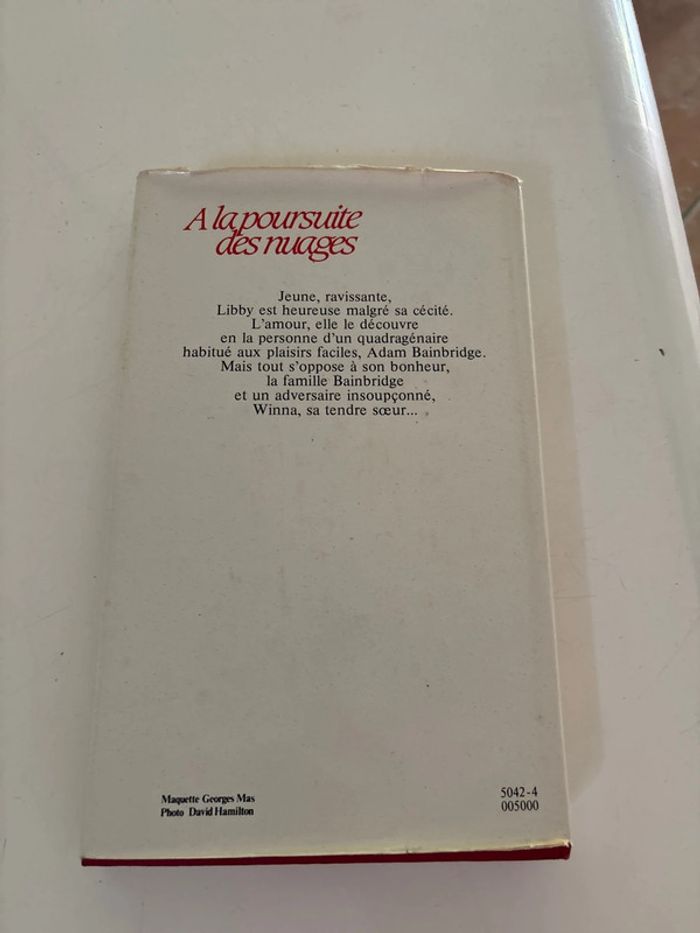 A la poursuite
des nuages
Jeune, ravissante,
Libby est heureuse malgré sa cécité.
L'amour, elle le découvre
en la personne d'un quadragénaire
habitué aux plaisirs faciles, Adam Bainbridge.
Mais tout s'oppose à son bonheur,
la famille Bainbridge
et un adversaire insoupçonné,
Winna, sa tendre sœur...
Maquette Georges Mas
Photo David Hamilton
5042-4
005000